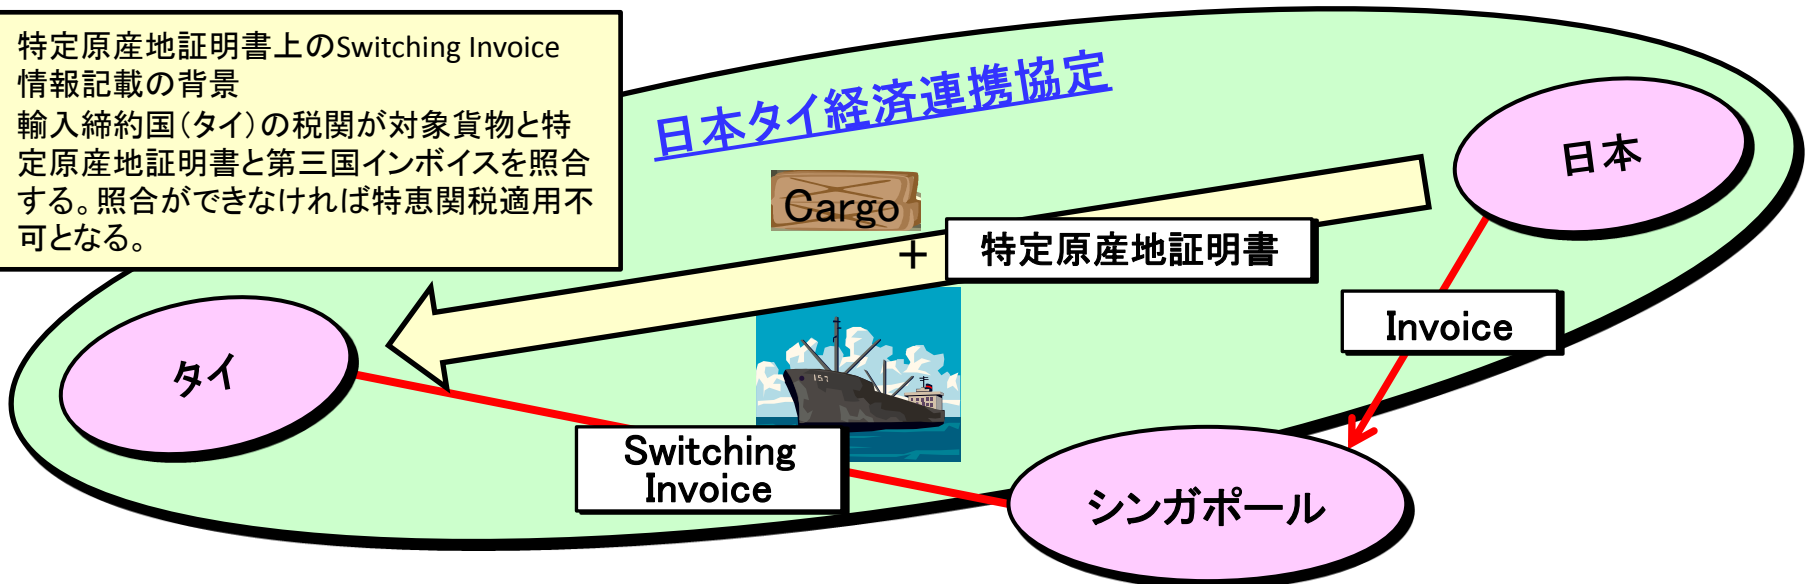 特定原産地証明書上のSwitching Invoice
情報記載の背景
輸入締約国(タイ)の税関が対象貨物と特
定原産地証明書と第三国インボイスを照合
する。照合ができなければ特恵関税適用不
可となる。
日本タイ経済連携協定
日本
Cargo
+
特定原産地証明書
Invoice
タイ
157
Switching
Invoice
シンガポール